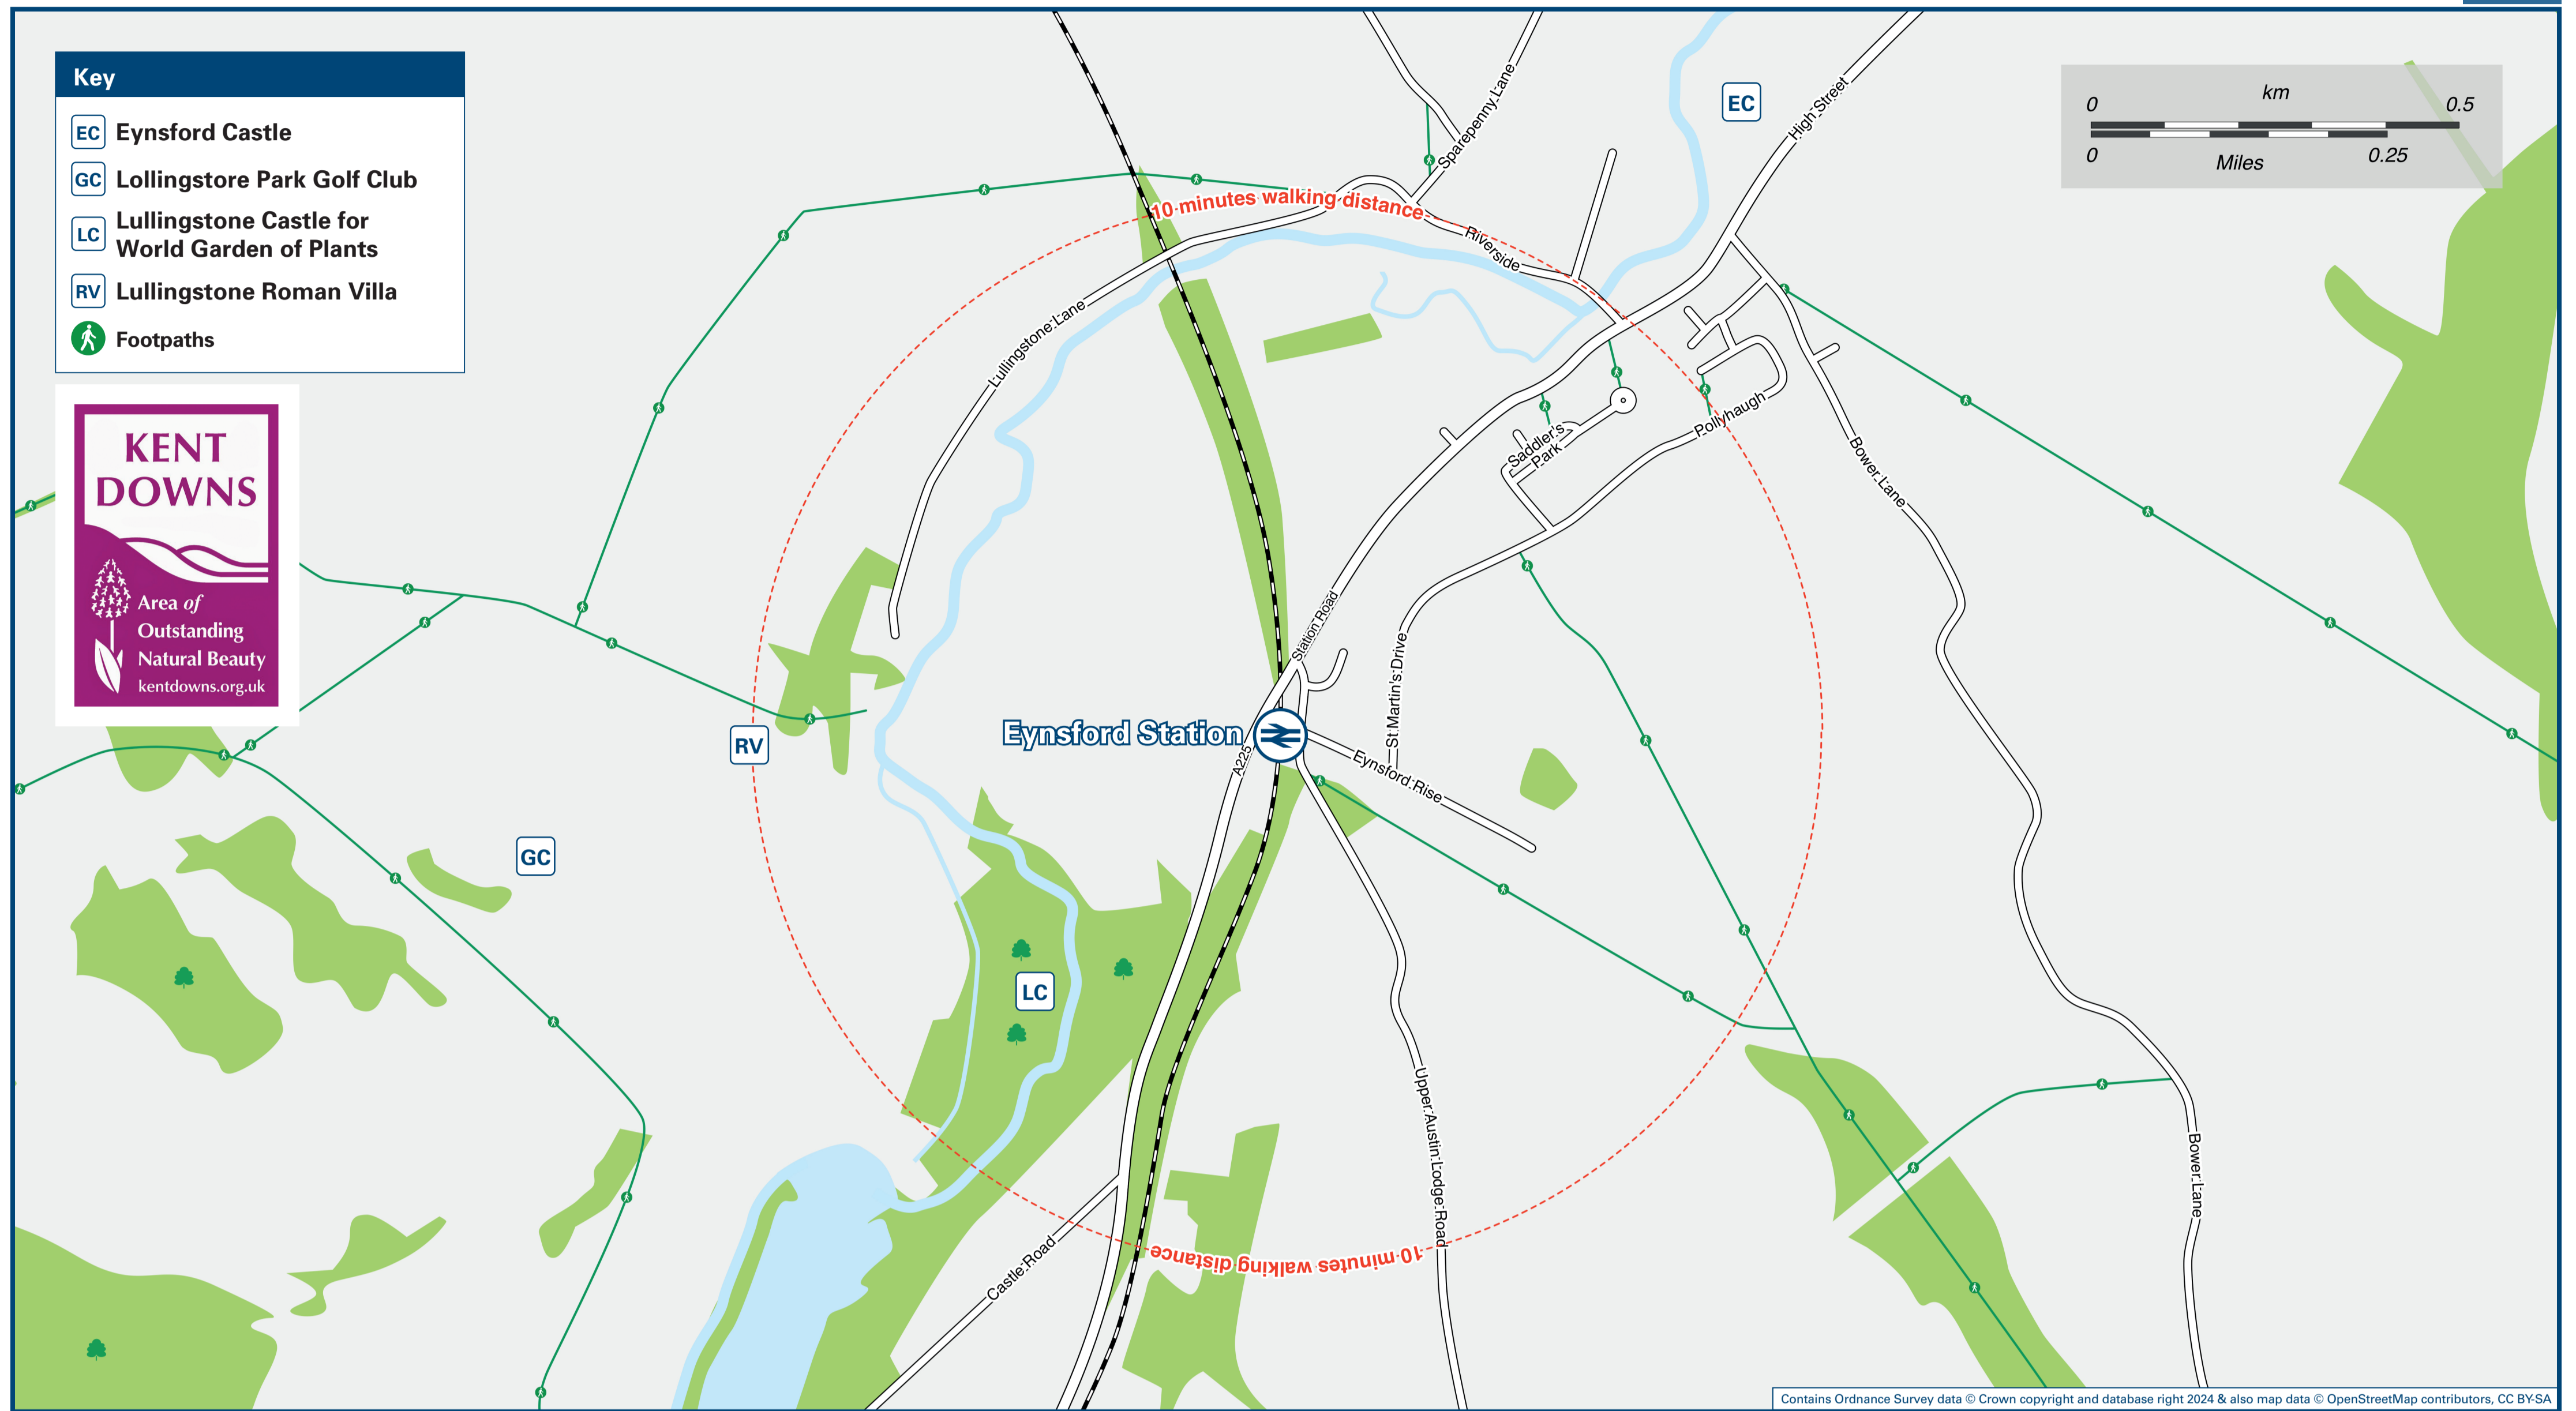 Key
EC Eynsford Castle
GC Lollingstore Park Golf Club
LC Lullingstone Castle for
World Garden of Plants
RV Lullingstone Roman Villa
Footpaths
KENT
DOWNS
Area of
Outstanding
Natural Beauty
kentdowns.org.uk
0 km 0.5
0 Miles 0.25
EC
High Street
Sparepenny Lane
10 minutes walking distance
Riverside
Lullingstone Lane
Pollyhaugh
Saddler's
Park
Bower Lane
Station Road
St Martin's Drive
Eynsford Station
RV
A225
Eynsford Rise
GC
LC
Upper Austin Lodge Road
Bower Lane
Castle Road
10 minutes walking distance
Contains Ordnance Survey data © Crown copyright and database right 2024 & also map data © OpenStreetMap contributors, CC BY-SA